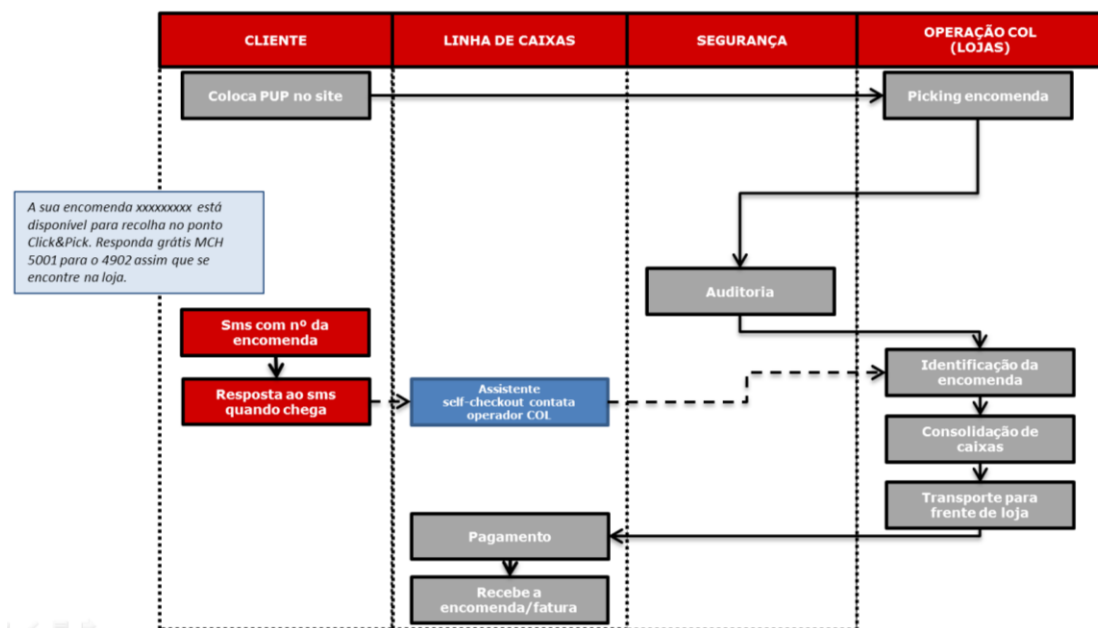 CLIENTE
LINHA DE CAIXAS
SEGURANÇA
OPERAÇÃO COL
(LOJAS)
Coloca PUP no site
Picking encomenda
A sua encomenda xxxxxxxxx está
disponível para recolha no ponto
Click&Pick. Responda grátis MCH
5001 para o 4902 assim que se
encontre na loja.
Auditoria
Sms com nº da
encomenda
Identificação da
encomenda
Resposta ao sms
quando chega
Assistente
self-checkout contata
operador COL
Consolidação de
caixas
Transporte para
frente de loja
Pagamento
Recebe a
encomenda/fatura